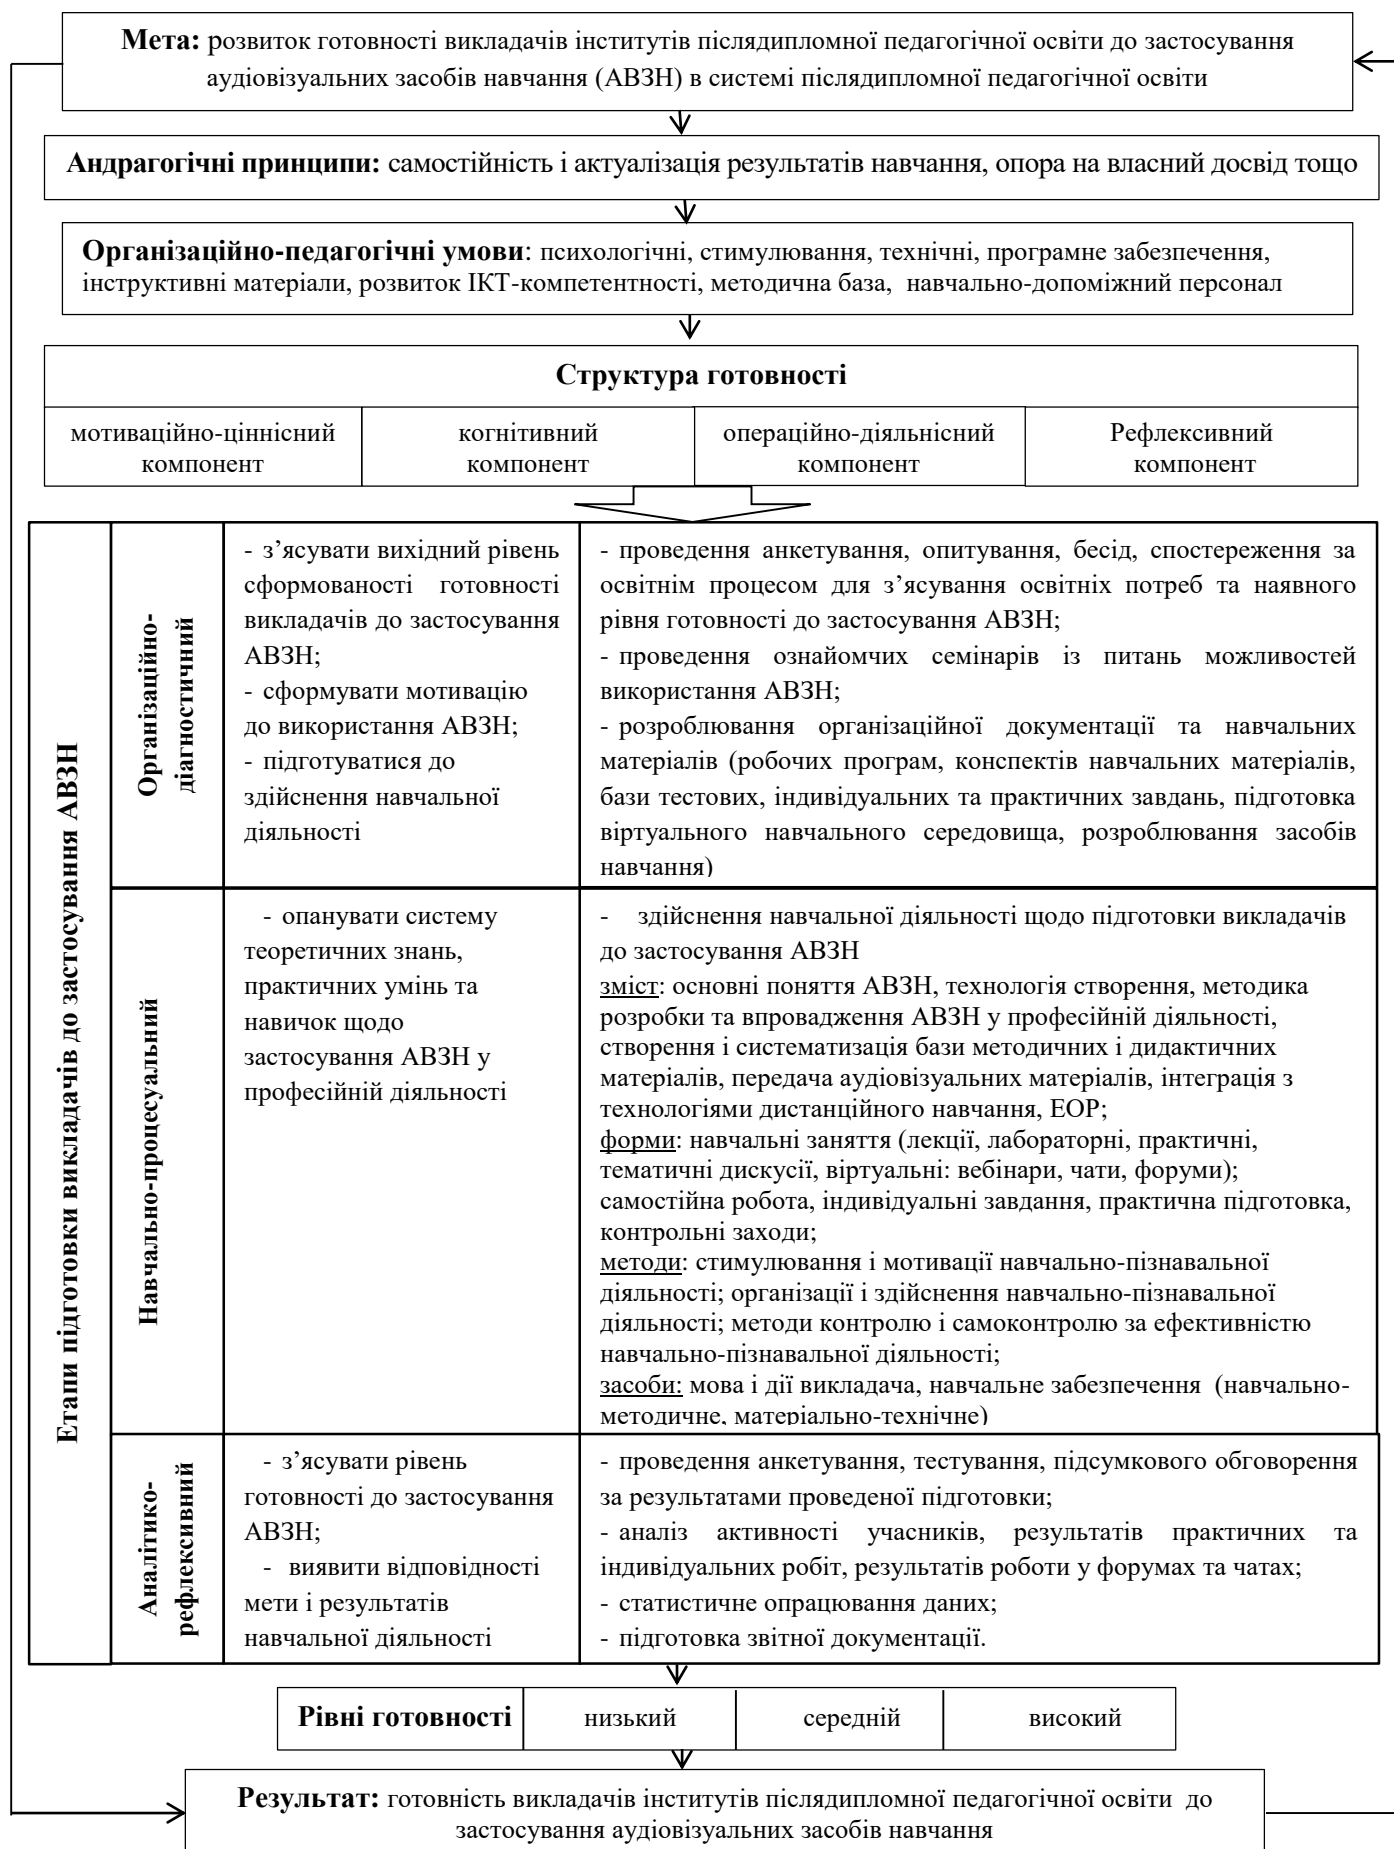 Мета: розвиток готовності викладачів інститутів післядипломної педагогічної освіти до застосування
аудіовізуальних засобів навчання (АВЗН) в системі післядипломної педагогічної освіти
Андрагогічні принципи: самостійність і актуалізація результатів навчання, опора на власний досвід тощо
Організаційно-педагогічні умови: психологічні, стимулювання, технічні, програмне забезпечення,
інструктивні матеріали, розвиток ІКТ-компетентності, методична база, навчально-допоміжний персонал
Структура готовності
мотиваційно-ціннісний
компонент
когнітивний
компонент
операційно-діяльнісний
компонент
Рефлексивний
компонент
Етапи підготовки викладачів до застосування АВЗН
Організаційно-
діагностичний
- з’ясувати вихідний рівень
сформованості готовності
викладачів до застосування
АВЗН;
- сформувати мотивацію
до використання АВЗН;
- підготуватися до
здійснення навчальної
діяльності
- проведення анкетування, опитування, бесід, спостереження за
освітнім процесом для з’ясування освітніх потреб та наявного
рівня готовності до застосування АВЗН;
- проведення ознайомчих семінарів із питань можливостей
використання АВЗН;
- розроблювання організаційної документації та навчальних
матеріалів (робочих програм, конспектів навчальних матеріалів,
бази тестових, індивідуальних та практичних завдань, підготовка
віртуального навчального середовища, розроблювання засобів
навчання)
Навчально-процесуальний
- опанувати систему
теоретичних знань,
практичних умінь та
навичок щодо
застосування АВЗН у
професійній діяльності
- здійснення навчальної діяльності щодо підготовки викладачів
до застосування АВЗН
зміст: основні поняття АВЗН, технологія створення, методика
розробки та впровадження АВЗН у професійній діяльності,
створення і систематизація бази методичних і дидактичних
матеріалів, передача аудіовізуальних матеріалів, інтеграція з
технологіями дистанційного навчання, ЕОР;
форми: навчальні заняття (лекції, лабораторні, практичні,
тематичні дискусії, віртуальні: вебінари, чати, форуми);
самостійна робота, індивідуальні завдання, практична підготовка,
контрольні заходи;
методи: стимулювання і мотивації навчально-пізнавальної
діяльності; організації і здійснення навчально-пізнавальної
діяльності; методи контролю і самоконтролю за ефективністю
навчально-пізнавальної діяльності;
засоби: мова і дії викладача, навчальне забезпечення (навчально-
методичне, матеріально-технічне)
Аналітико-
рефлексивний
- з’ясувати рівень
готовності до застосування
АВЗН;
- виявити відповідності
мети і результатів
навчальної діяльності
- проведення анкетування, тестування, підсумкового обговорення
за результатами проведеної підготовки;
- аналіз активності учасників, результатів практичних та
індивідуальних робіт, результатів роботи у форумах та чатах;
- статистичне опрацювання даних;
- підготовка звітної документації.
Рівні готовності
низький
середній
високий
Результат: готовність викладачів інститутів післядипломної педагогічної освіти до
застосування аудіовізуальних засобів навчання